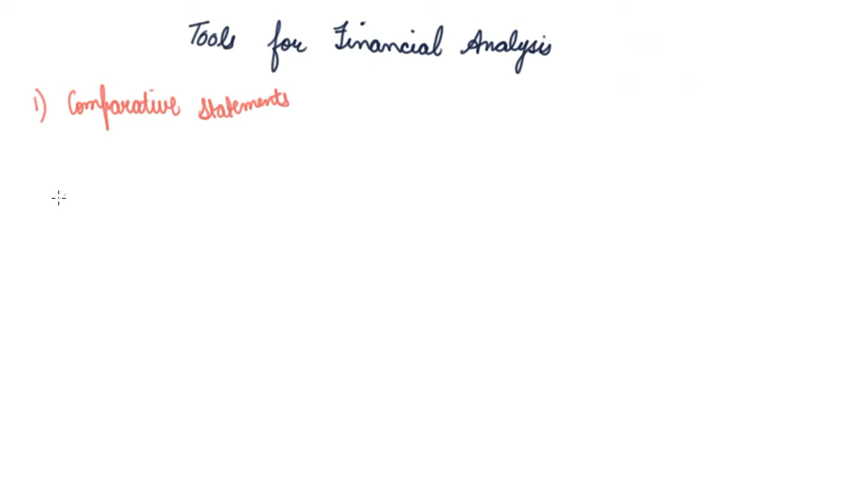 Tools for Financial Analysis
1) Comparative Statements